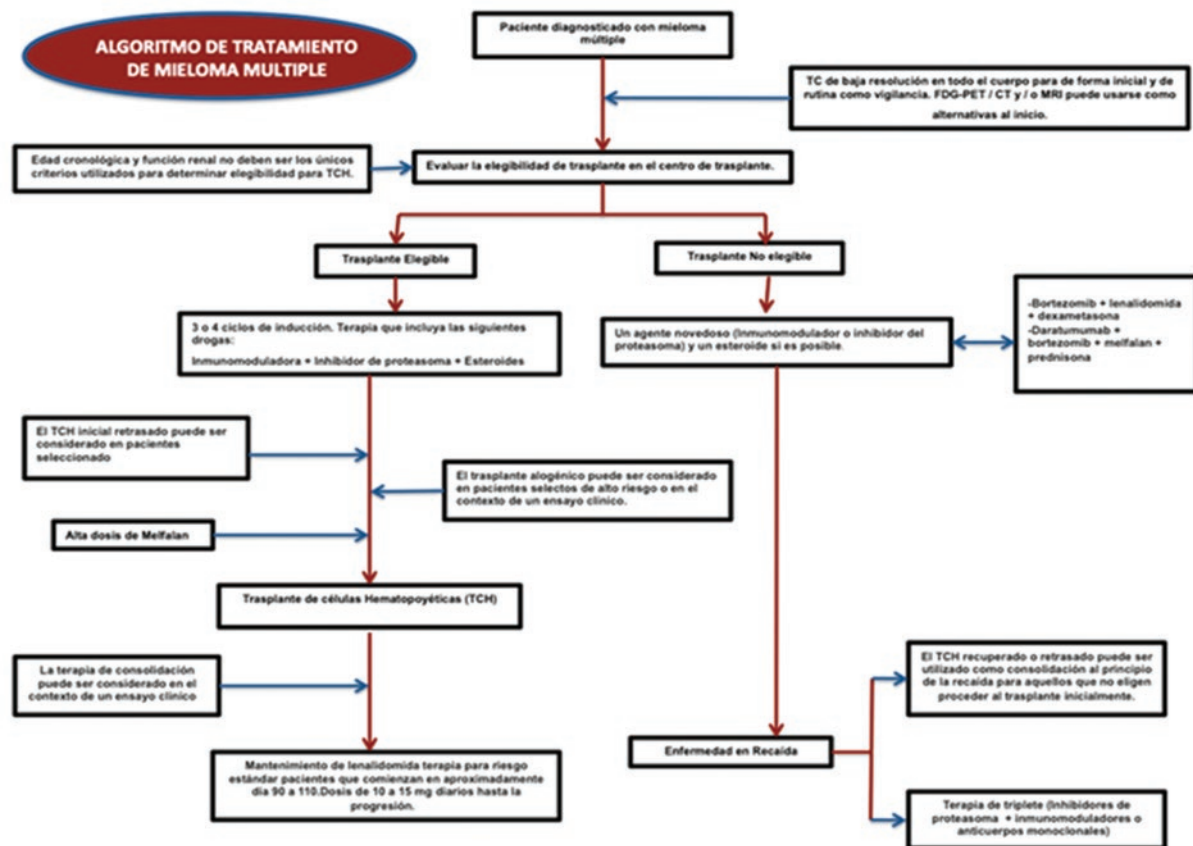 ALGORITMO DE TRATAMIENTO
DE MIELOMA MULTIPLE
Paciente diagnosticado con mieloma
múltiple
TC de baja resolución en todo el cuerpo para de forma inicial y de
rutina como vigilancia. FDG-PET / CT y / o MRI puede usarse como
alternativas al inicio.
Edad cronológica y función renal no deben ser los únicos
criterios utilizados para determinar elegibilidad para TCH.
Evaluar la elegibilidad de trasplante en el centro de trasplante.
Trasplante Elegible
Trasplante No elegible
3 o 4 ciclos de inducción. Terapia que incluya las siguientes
drogas:
Inmunomoduladora + Inhibidor de proteasoma + Esteroides
Un agente novedoso (Inmunomodulador o inhibidor del
proteasoma) y un esteroide si es posible.
-Bortezomib + lenalidomida
+ dexametasona
-Daratumumab +
bortezomib + melfalan +
prednisona
El TCH inicial retrasado puede ser
considerado en pacientes
seleccionado
El trasplante alogénico puede ser considerado
en pacientes selectos de alto riesgo o en el
contexto de un ensayo clínico.
Alta dosis de Melfalan
Trasplante de células Hematopoyéticas (TCH)
La terapia de consolidación
puede ser considerado en el
contexto de un ensayo clínico
Mantenimiento de lenalidomida terapia para riesgo
estándar pacientes que comienzan en aproximadamente
día 90 a 110.Dosis de 10 a 15 mg diarios hasta la
progresión.
Enfermedad en Recaída
El TCH recuperado o retrasado puede ser
utilizado como consolidación al principio
de la recaída para aquellos que no eligen
proceder al trasplante inicialmente.
Terapia de triplete (Inhibidores de
proteasoma + inmunomoduladores o
anticuerpos monoclonales)